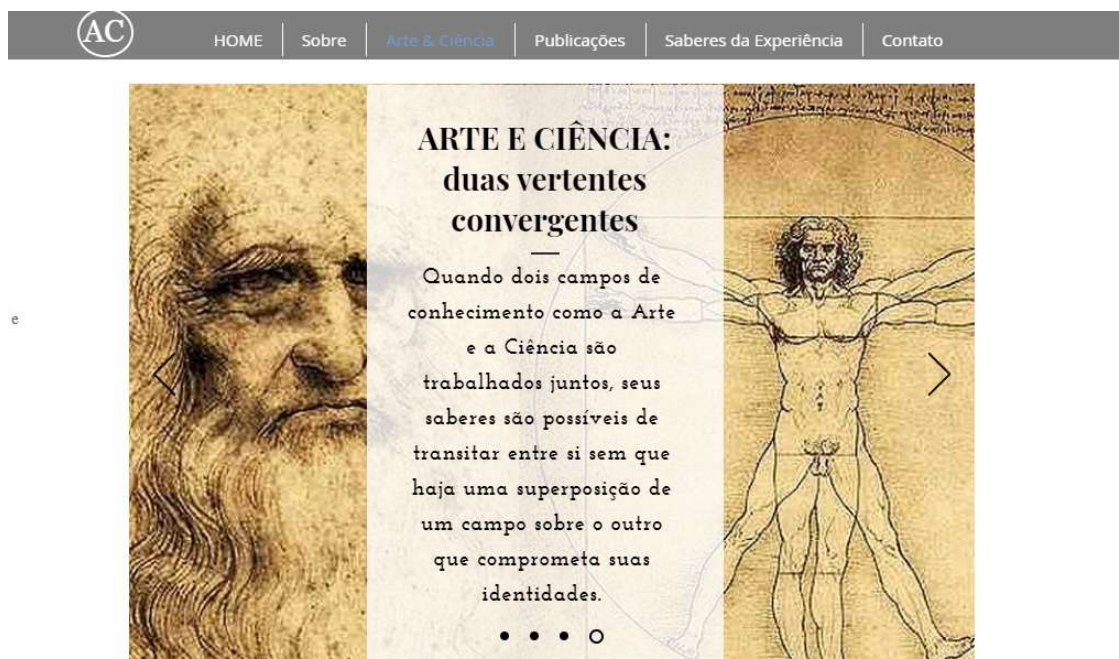 AC
HOME
Sobre
Arte & Ciência
Publicações
Saberes da Experiência
Contato
ARTE E CIÊNCIA:
duas vertentes
convergentes
Quando dois campos de
conhecimento como a Arte
e a Ciência são
trabalhados juntos, seus
saberes são possíveis de
transitar entre si sem que
haja uma superposição de
um campo sobre o outro
que comprometa suas
identidades.
e